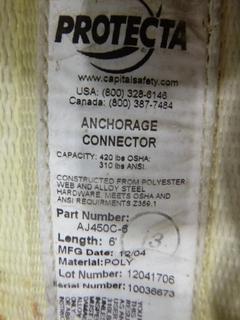 PROTECTA
www.capitalsafety.com
USA: (800) 328-6146
Canada: (800) 387-7484
ANCHORAGE
CONNECTOR
CAPACITY: 420 lbs OSHA:
310 lbs ANSI.
CONSTRUCTED FROM POLYESTER
WEB AND ALLOY STEEL
HARDWARE. MEETS OSHA AND
ANSI REQUIRMENTS Z359.1
Part Number:
AJ450C-6
Length: 6'
3
MFG Date: 12/04
Material: POLY
Lot Number: 12041706
Serial Number: 10036673